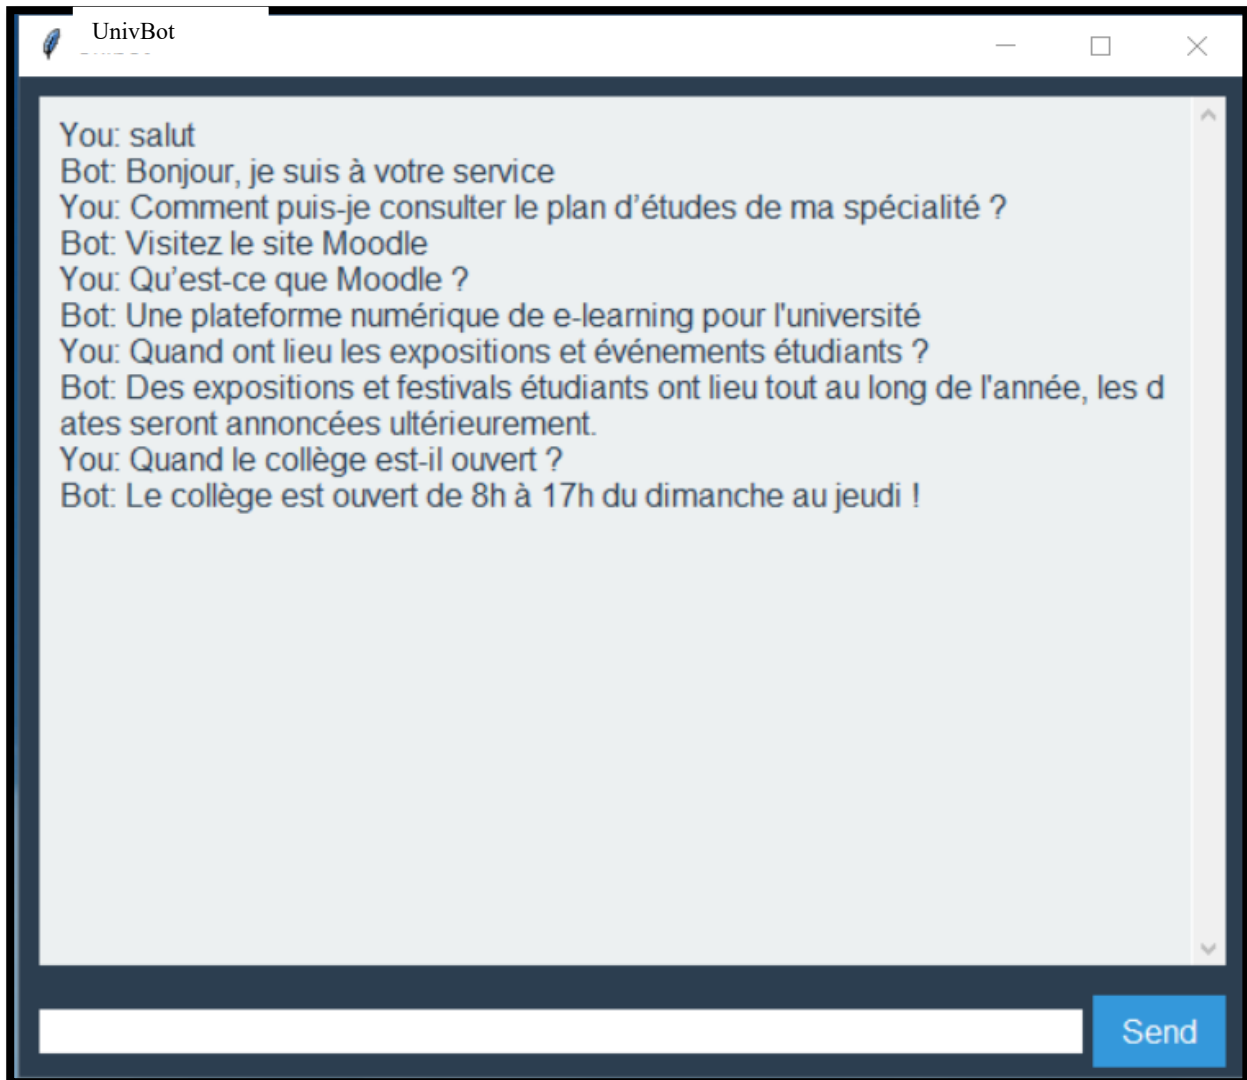 UnivBot
You: salut
Bot: Bonjour, je suis à votre service
You: Comment puis-je consulter le plan d’études de ma spécialité ?
Bot: Visitez le site Moodle
You: Qu’est-ce que Moodle ?
Bot: Une plateforme numérique de e-learning pour l'université
You: Quand ont lieu les expositions et événements étudiants ?
Bot: Des expositions et festivals étudiants ont lieu tout au long de l'année, les d
ates seront annoncées ultérieurement.
You: Quand le collège est-il ouvert ?
Bot: Le collège est ouvert de 8h à 17h du dimanche au jeudi !
Send